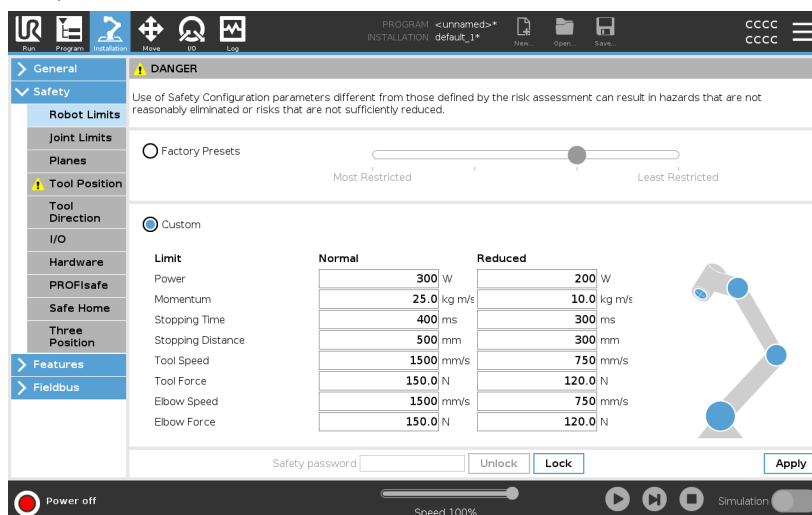 PROGRAM <unnamed>*
INSTALLATION default_1*
CCCC
CCCC
Run Program Installation Move I/O Log New... Open... Save...
General
Safety
Robot Limits
Joint Limits
Planes
Tool Position
Tool
Direction
I/O
Hardware
PROFIsafe
Safe Home
Three
Position
Features
Fieldbus
DANGER
Use of Safety Configuration parameters different from those defined by the risk assessment can result in hazards that are not
reasonably eliminated or risks that are not sufficiently reduced.
Factory Presets
Most Restricted Least Restricted
Custom
Limit Normal Reduced
Power 300 W 200 W
Momentum 25.0 kg m/s 10.0 kg m/s
Stopping Time 400 ms 300 ms
Stopping Distance 500 mm 300 mm
Tool Speed 1500 mm/s 750 mm/s
Tool Force 150.0 N 120.0 N
Elbow Speed 1500 mm/s 750 mm/s
Elbow Force 150.0 N 120.0 N
Safety password Unlock Lock Apply
Power off
Speed 100%
Simulation